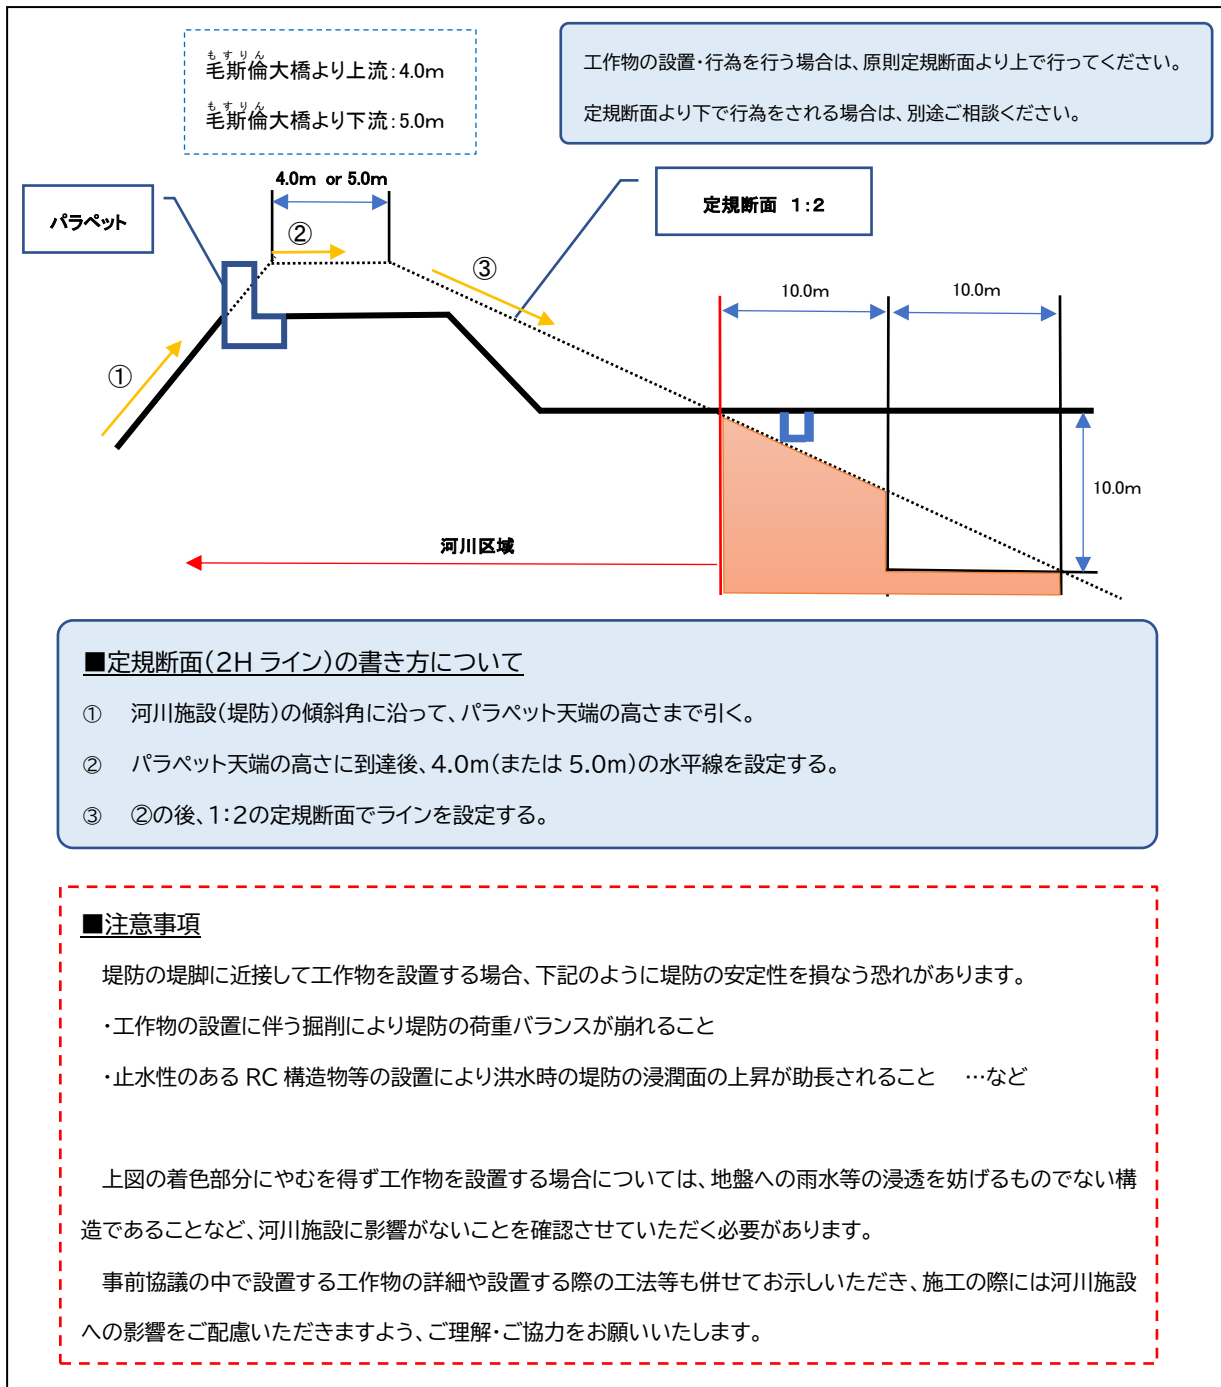 毛斯倫大橋より上流：4.0m
毛斯倫大橋より下流：5.0m
もすりん
もすりん
工作物の設置・行為を行う場合は、原則定規断面より上で行ってください。
定規断面より下で行為をされる場合は、別途ご相談ください。
4.0m or 5.0m
パラペット
定規断面 1：2
②
③
①
10.0m
10.0m
10.0m
河川区域
■定規断面（2H ライン）の書き方について
① 河川施設（堤防）の傾斜角に沿って、パラペット天端の高さまで引く。
② パラペット天端の高さに到達後、4.0m（または 5.0m）の水平線を設定する。
③ ②の後、1：2の定規断面でラインを設定する。
■注意事項
堤防の堤脚に近接して工作物を設置する場合、下記のように堤防の安定性を損なう恐れがあります。
・工作物の設置に伴う掘削により堤防の荷重バランスが崩れること
・止水性のある RC 構造物等の設置により洪水時の堤防の浸潤面の上昇が助長されること …など
上図の着色部分にやむを得ず工作物を設置する場合については、地盤への雨水等の浸透を妨げるものでない構
造であることなど、河川施設に影響がないことを確認させていただく必要があります。
事前協議の中で設置する工作物の詳細や設置する際の工法等も併せてお示しいただき、施工の際には河川施設
への影響をご配慮いただきますよう、ご理解・ご協力をお願いいたします。